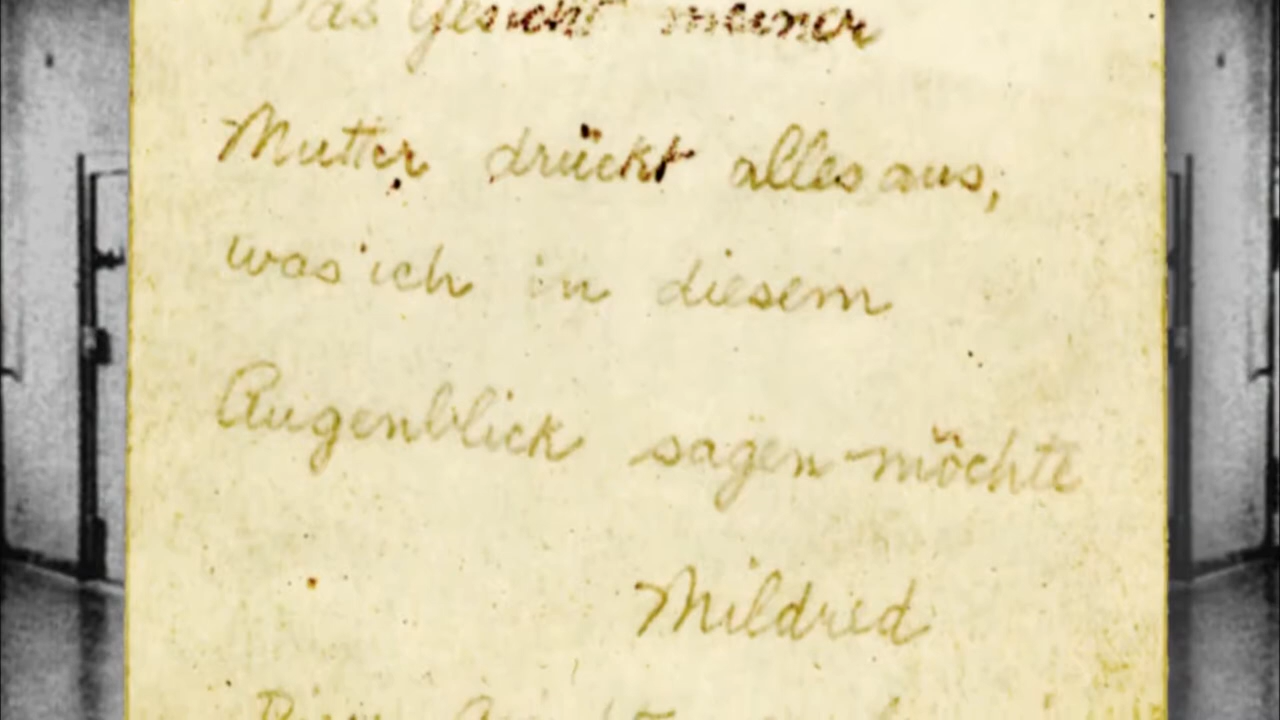 Das Gesicht meiner
Mutter drückt alles aus,
was ich in diesem
Augenblick sagen möchte
Mildred